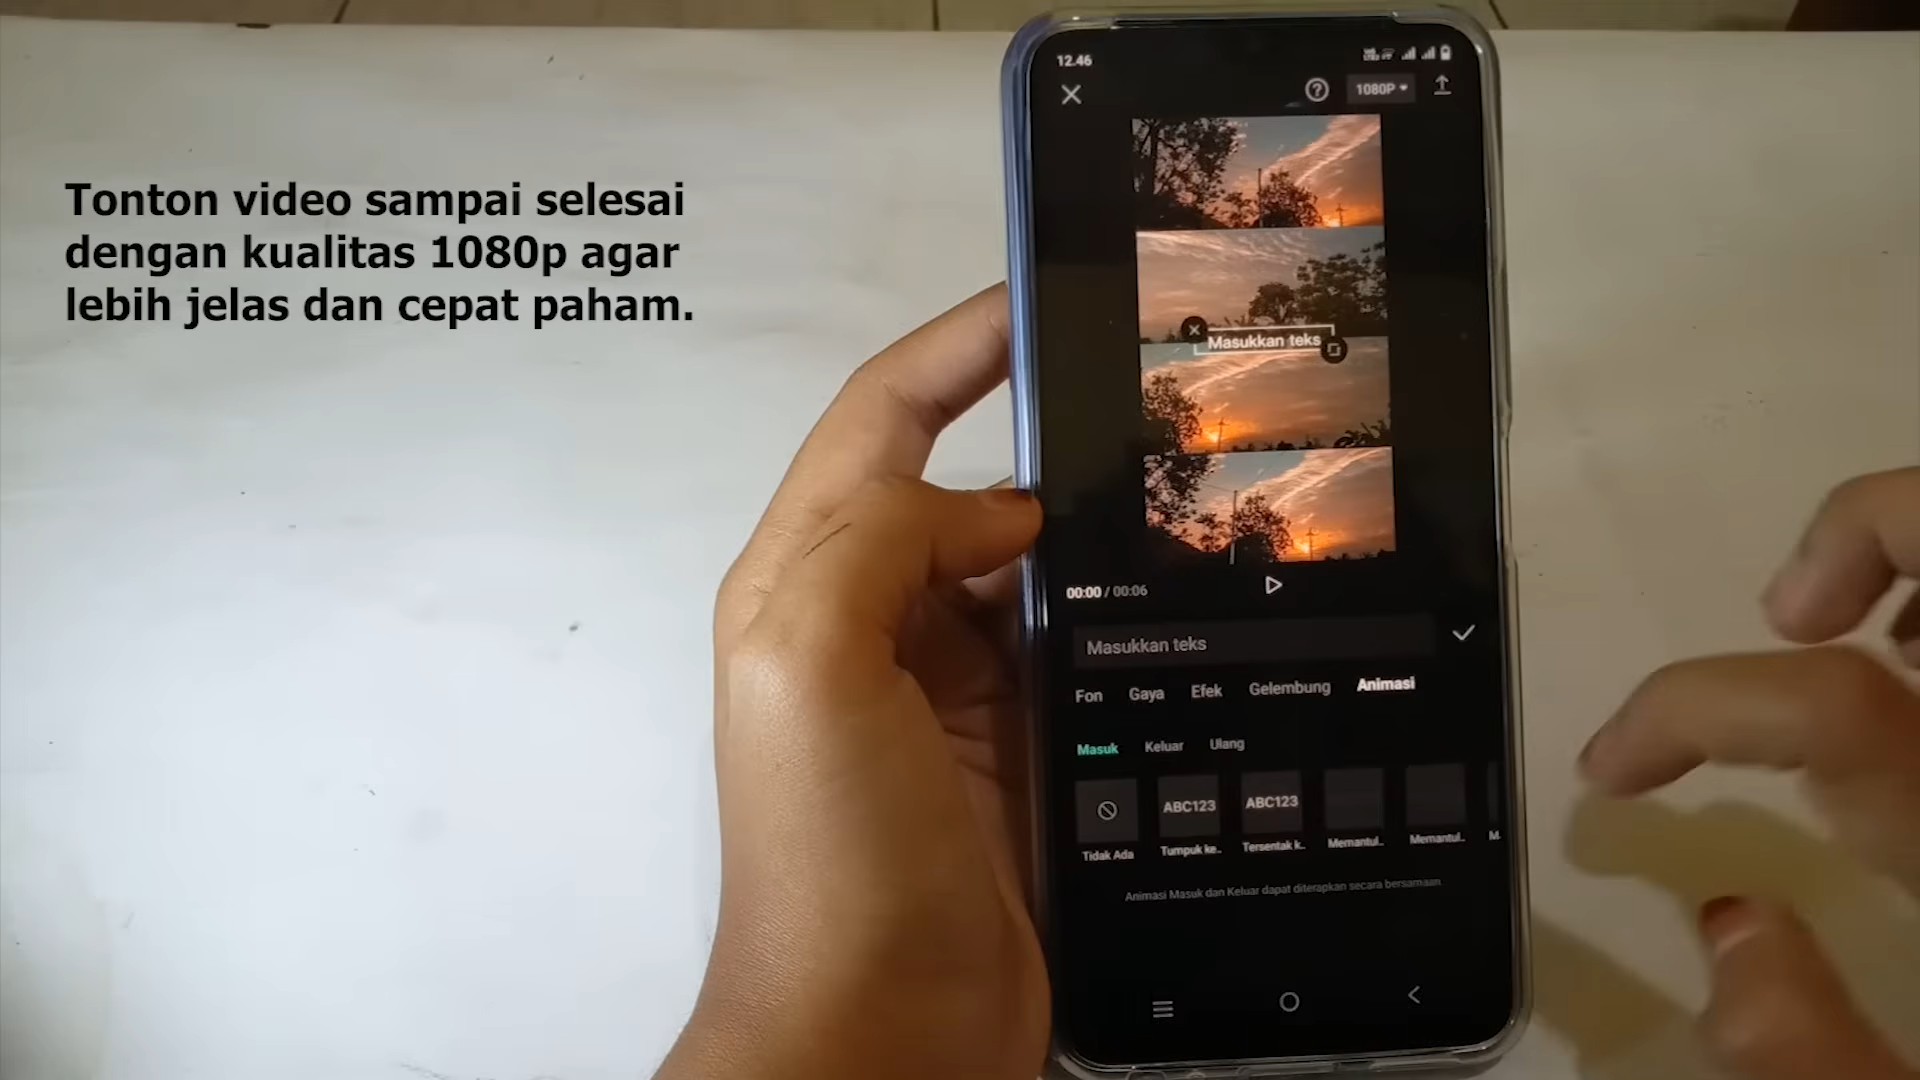 Tonton video sampai selesai
dengan kualitas 1080p agar
lebih jelas dan cepat paham.
12.46
1080P
Masukkan teks
00:00 / 00:06
Masukkan teks
Fon Gaya Efek Gelembung Animasi
Masuk Keluar Ulang
ABC123 ABC123
Tidak Ada Tumpuk ke.. Tersentak k.. Memantul.. Memantul.. M.
Animasi Masuk dan Keluar dapat diterapkan secara bersamaan